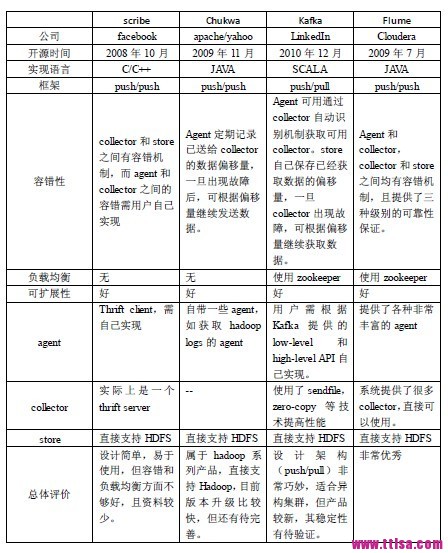 scribe Chukwa Kafka Flume
公司 facebook apache/yahoo LinkedIn Cloudera
开源时间 2008 年 10 月 2009 年 11 月 2010 年 12 月 2009 年 7 月
实现语言 C/C++ JAVA SCALA JAVA
框架 push/push push/push push/pull push/push
容错性
collector 和 store
之间有容错机
制，而 agent 和
collector 之间的
容错需用户自己
实现
Agent 定期记录
已送给 collector
的数据偏移量，
一旦出现故障
后，可根据偏移
量继续发送数
据。
Agent 可用通过
collector 自动识
别机制获取可用
collector。store
自己保存已经获
取数据的偏移
量，一旦
collector 出现故
障，可根据偏移
量继续获取数
据。
Agent 和
collector，
collector 和 store
之间均有容错机
制，且提供了三
种级别的可靠性
保证。
负载均衡 无 无 使用 zookeeper 使用 zookeeper
可扩展性 好 好 好 好
agent
Thrift client，需
自己实现
自带一些 agent，
如获取 hadoop
logs 的 agent
用户需根据
Kafka 提供的
low-level 和
high-level API 自
己实现。
提供了各种非常
丰富的 agent
collector
实际上是一个
thrift server
--
使用了 sendfile，
zero-copy 等技
术提高性能
系统提供了很多
collector，直接可
以使用。
store 直接支持 HDFS 直接支持 HDFS 直接支持 HDFS 直接支持 HDFS
总体评价
设计简单，易于
使用，但容错和
负载均衡方面不
够好，且资料较
少。
属于 hadoop 系
列产品，直接支
持 Hadoop，目前
版本升级比较
快，但还有待完
善。
设计架构
（push/pull）非
常巧妙，适合异
构集群，但产品
较新，其稳定性
有待验证。
非常优秀
www.ttlsa.com